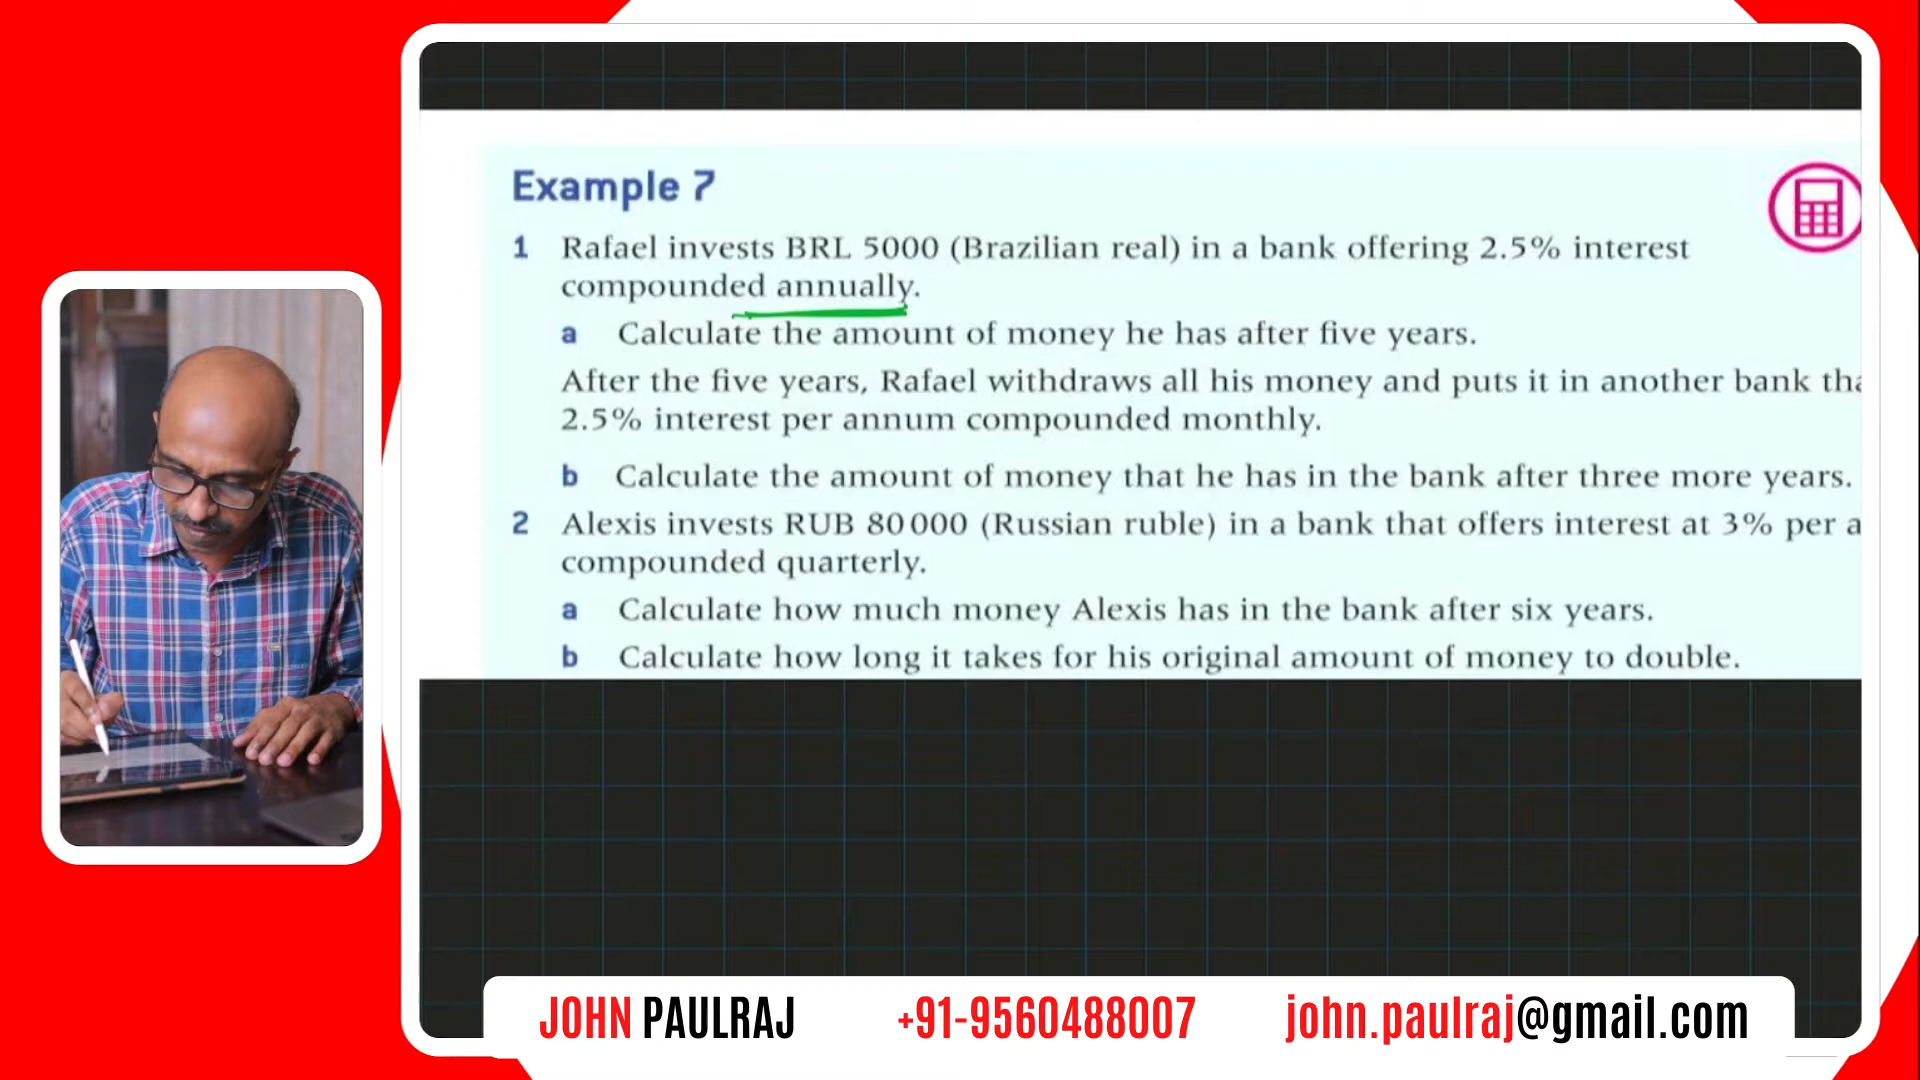 Example 7
1 Rafael invests BRL 5000 (Brazilian real) in a bank offering 2.5% interest
compounded annually.
a Calculate the amount of money he has after five years.
After the five years, Rafael withdraws all his money and puts it in another bank tha
2.5% interest per annum compounded monthly.
b Calculate the amount of money that he has in the bank after three more years.
2 Alexis invests RUB 80 000 (Russian ruble) in a bank that offers interest at 3% per a
compounded quarterly.
a Calculate how much money Alexis has in the bank after six years.
b Calculate how long it takes for his original amount of money to double.
JOHN PAULRAJ +91-9560488007 john.paulraj@gmail.com